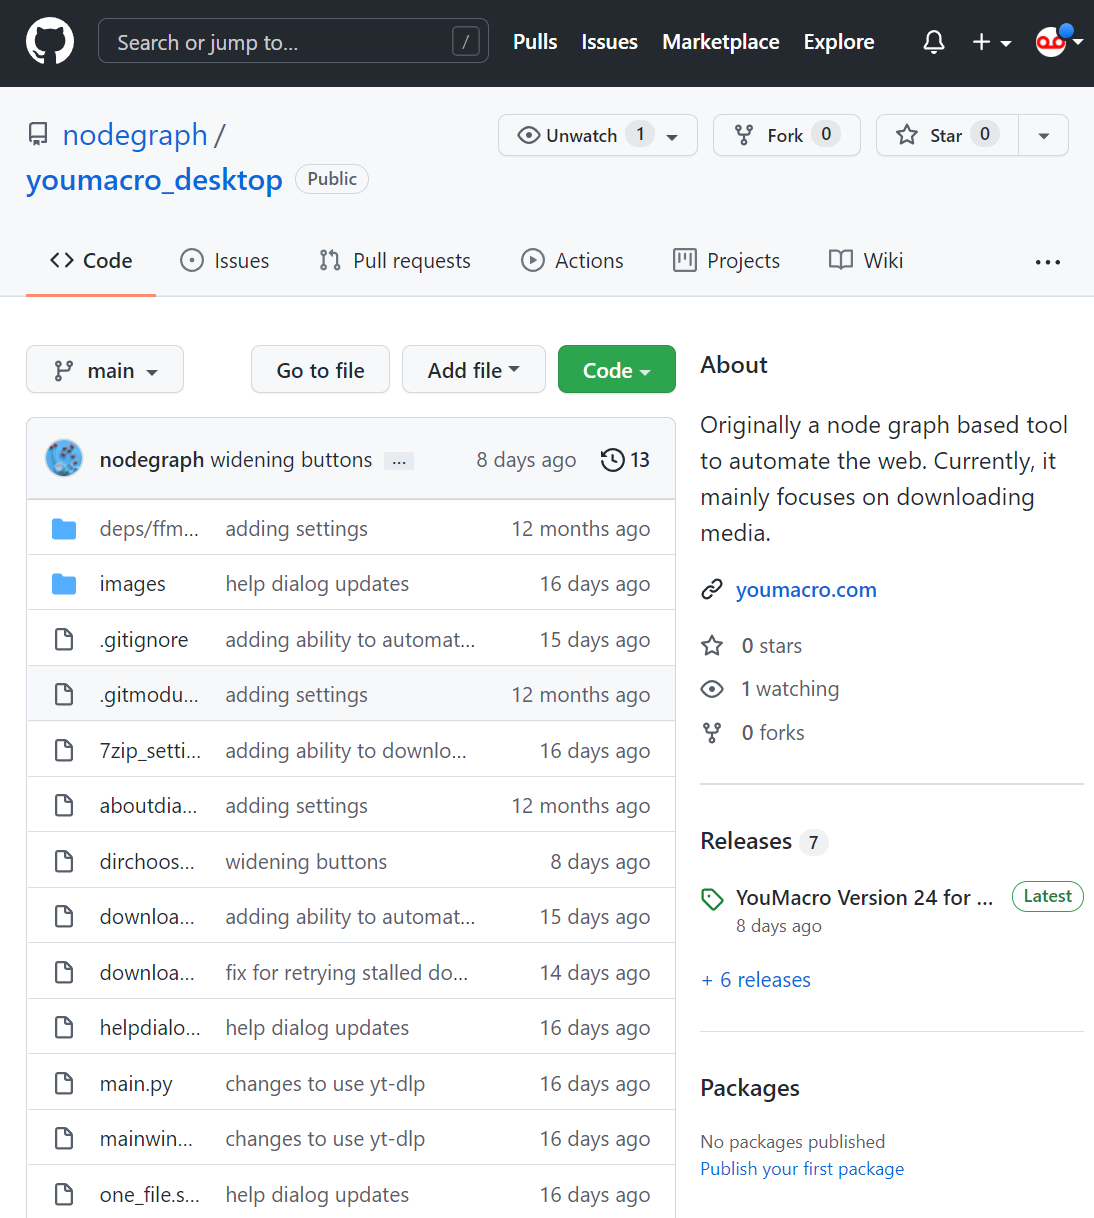 Search or jump to...
/
Pulls
Issues
Marketplace
Explore
nodegraph /
youmacro_desktop
Public
Unwatch 1
Fork 0
Star 0
Code
Issues
Pull requests
Actions
Projects
Wiki
...
main
Go to file
Add file
Code
nodegraph widening buttons ... 8 days ago 13
deps/ffm... adding settings 12 months ago
images help dialog updates 16 days ago
.gitignore adding ability to automat... 15 days ago
.gitmodu... adding settings 12 months ago
7zip_setti... adding ability to downlo... 16 days ago
aboutdia... adding settings 12 months ago
dirchoos... widening buttons 8 days ago
downloa... adding ability to automat... 15 days ago
downloa... fix for retrying stalled do... 14 days ago
helpdialo... help dialog updates 16 days ago
main.py changes to use yt-dlp 16 days ago
mainwin... changes to use yt-dlp 16 days ago
one_file.s... help dialog updates 16 days ago
About
Originally a node graph based tool
to automate the web. Currently, it
mainly focuses on downloading
media.
youmacro.com
0 stars
1 watching
0 forks
Releases 7
YouMacro Version 24 for ... Latest
8 days ago
+ 6 releases
Packages
No packages published
Publish your first package